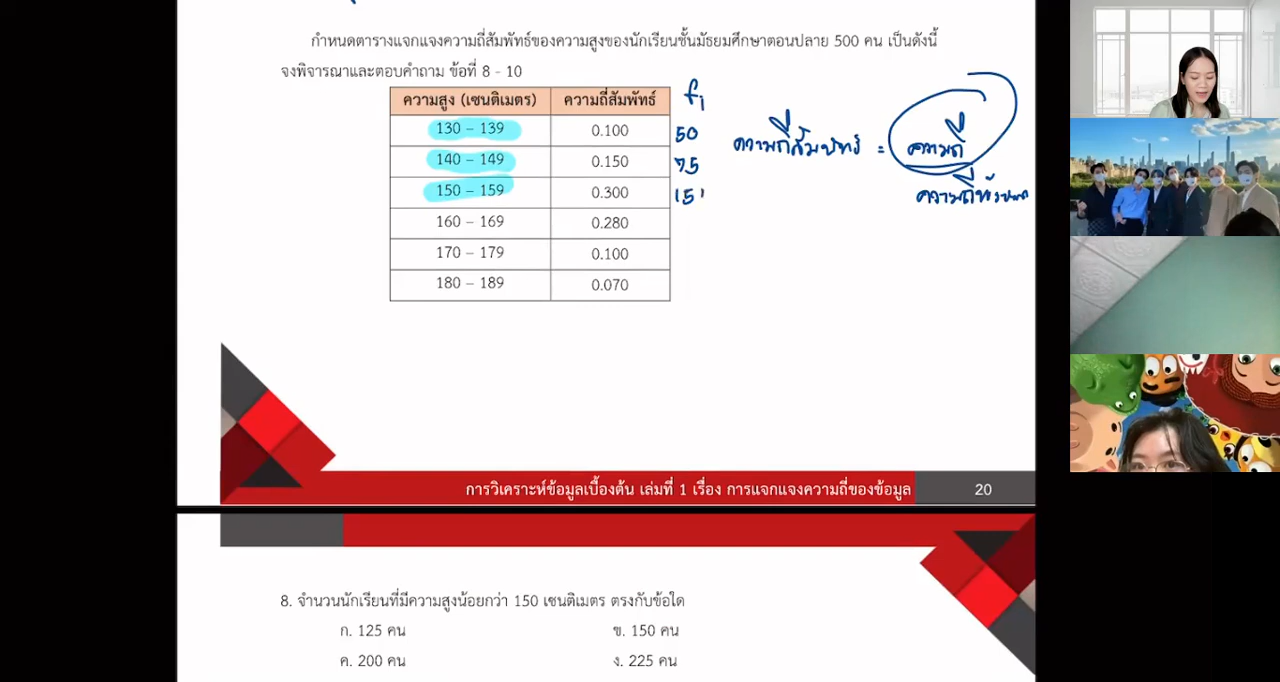 กำหนดตารางแจกแจงความถี่สัมพัทธ์ของความสูงของนักเรียนชั้นมัธยมศึกษาตอนปลาย 500 คน เป็นดังนี้
จงพิจารณาและตอบคำถาม ข้อที่ 8 - 10
ความสูง (เซนติเมตร) ความถี่สัมพัทธ์ fi
130 – 139 0.100 50
140 – 149 0.150 75
150 – 159 0.300 15
160 – 169 0.280
170 – 179 0.100
180 – 189 0.070
ความถี่สัมพัทธ์ = ความถี่
ความถี่ทั้งหมด
การวิเคราะห์ข้อมูลเบื้องต้น เล่มที่ 1 เรื่อง การแจกแจงความถี่ของข้อมูล 20
8. จำนวนนักเรียนที่มีความสูงน้อยกว่า 150 เซนติเมตร ตรงกับข้อใด
ก. 125 คน ข. 150 คน
ค. 200 คน ง. 225 คน